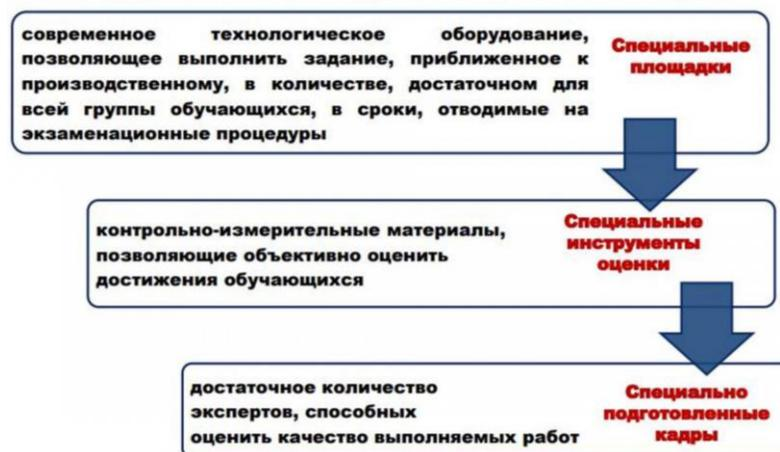 современное технологическое оборудование,
позволяющее выполнить задание, приближенное к
производственному, в количестве, достаточном для
всей группы обучающихся, в сроки, отводимые на
экзаменационные процедуры
Специальные
площадки
контрольно-измерительные материалы,
позволяющие объективно оценить
достижения обучающихся
Специальные
инструменты
оценки
достаточное количество
экспертов, способных
оценить качество выполняемых работ
Специально
подготовленные
кадры